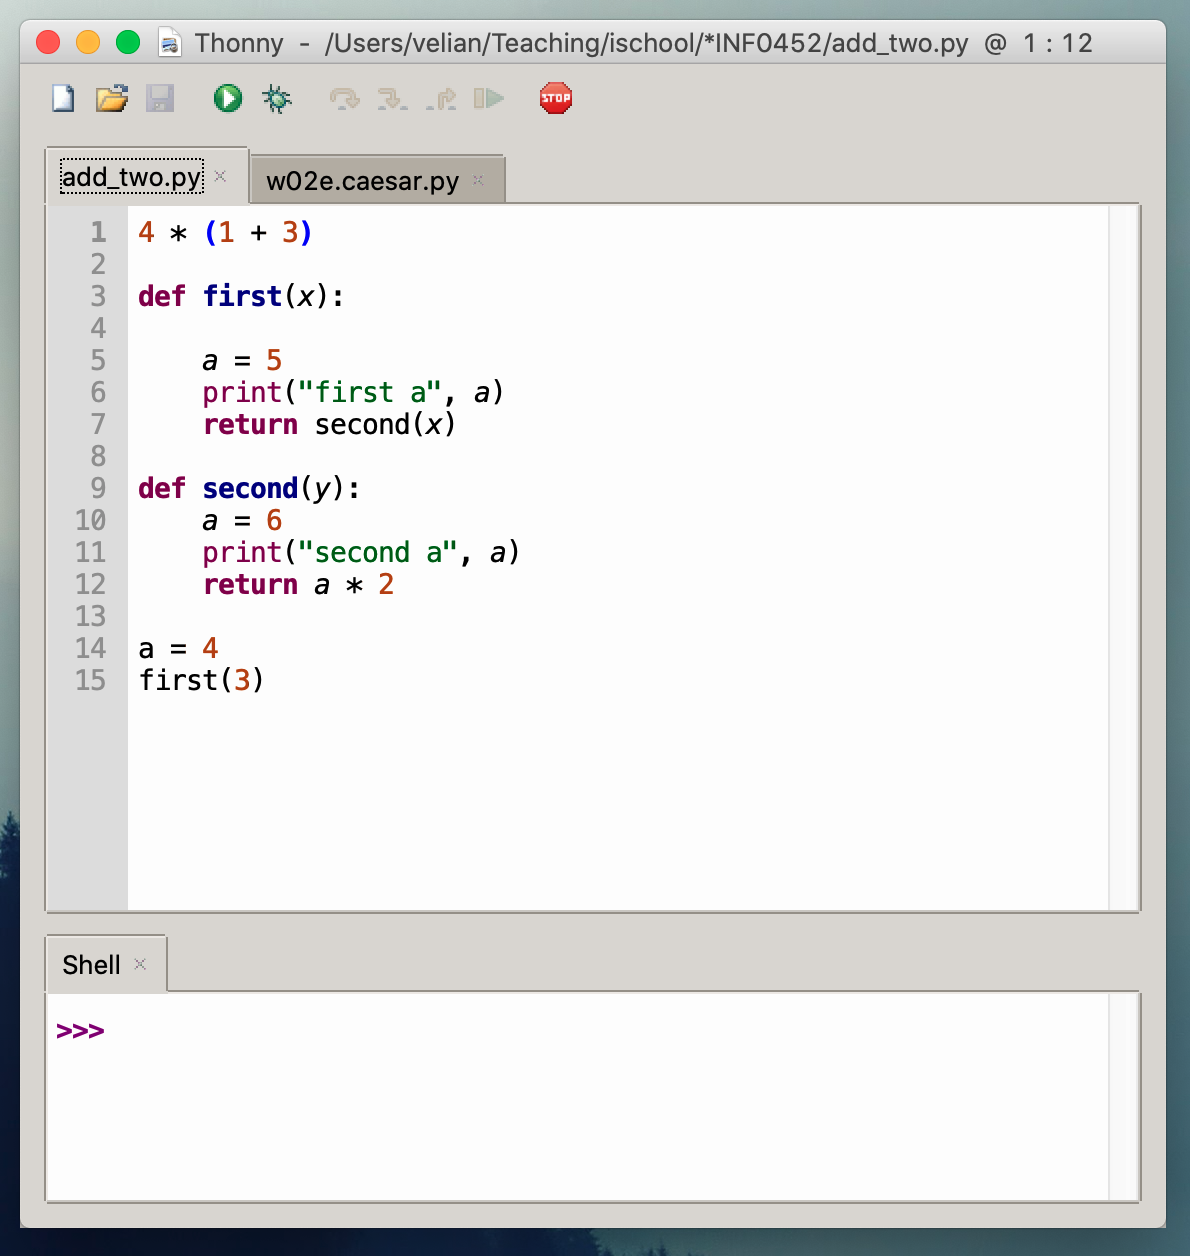 Thonny - /Users/velian/Teaching/ischool/*INF0452/add_two.py @ 1 : 12
STOP
add_two.py × w02e.caesar.py ×
1 4 * (1 + 3)
2
3 def first(x):
4
5     a = 5
6     print("first a", a)
7     return second(x)
8
9 def second(y):
10     a = 6
11     print("second a", a)
12     return a * 2
13
14 a = 4
15 first(3)
Shell ×
>>>